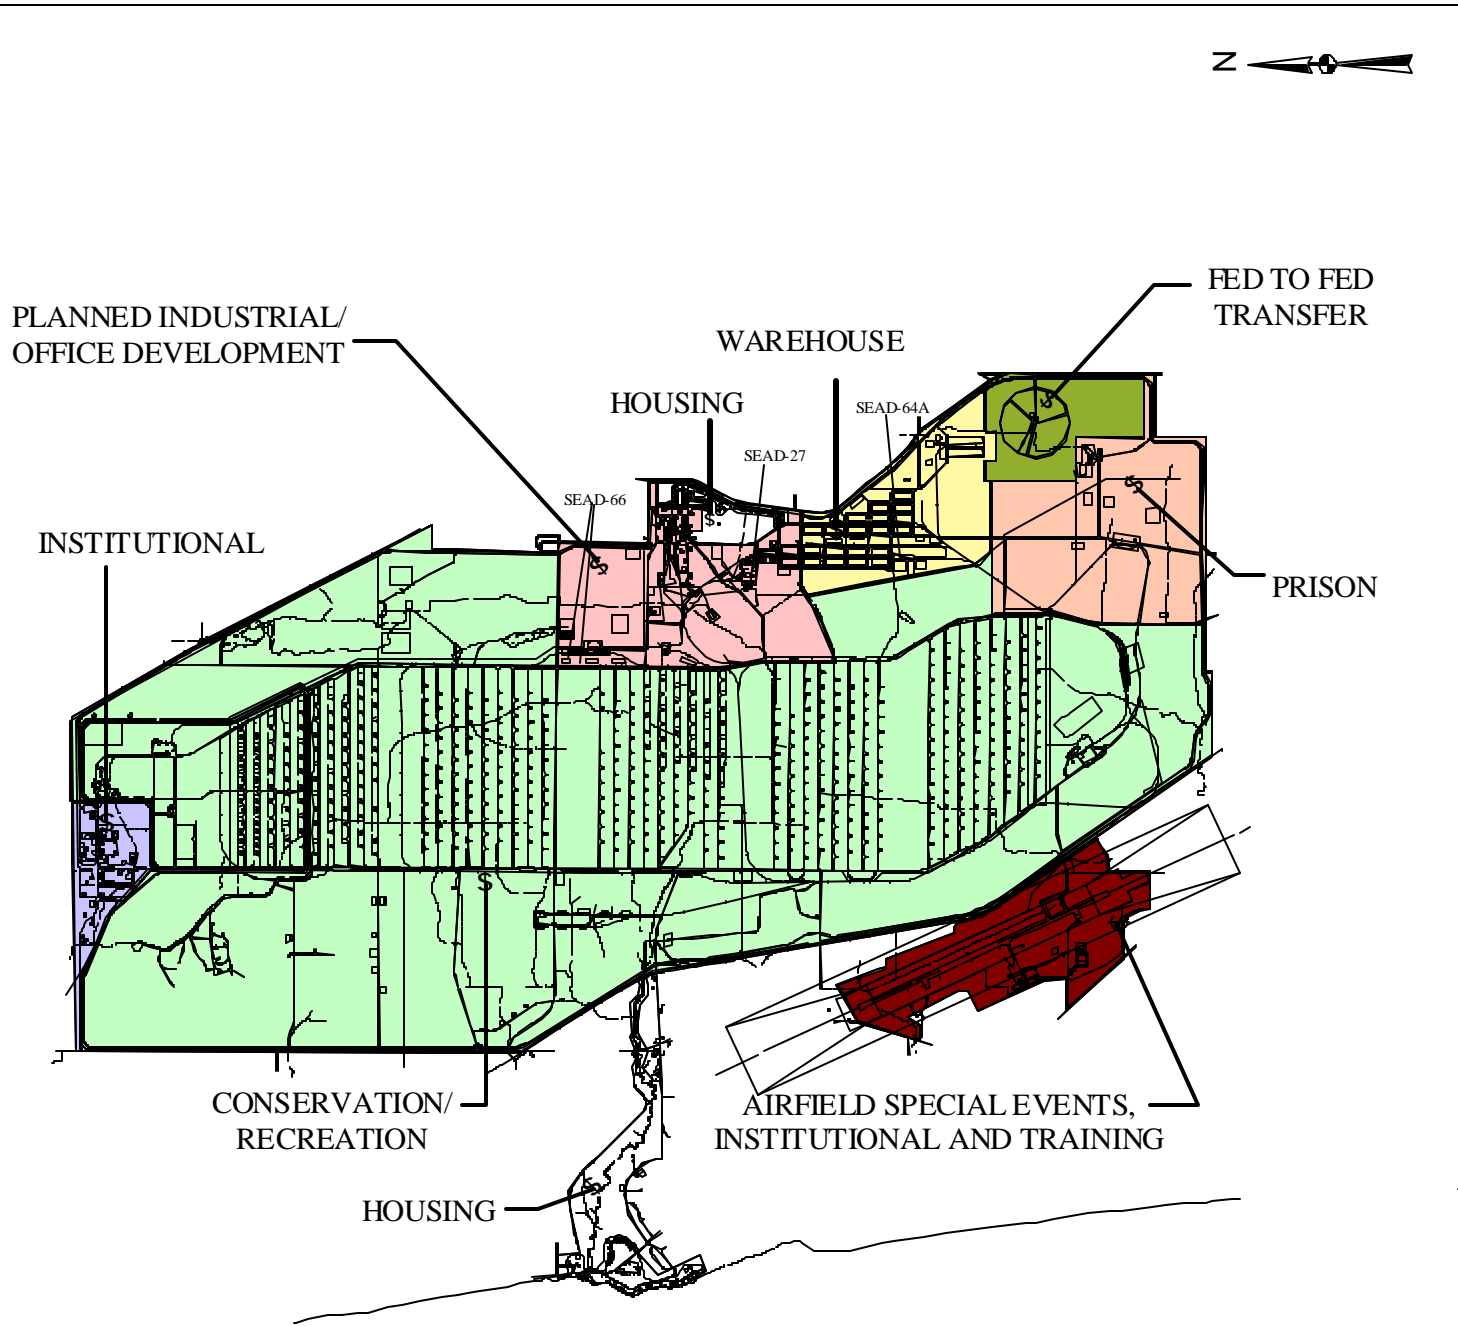 N
FED TO FED
TRANSFER
PLANNED INDUSTRIAL/
OFFICE DEVELOPMENT
WAREHOUSE
HOUSING
SEAD-64A
SEAD-27
SEAD-66
INSTITUTIONAL
PRISON
CONSERVATION/
RECREATION
AIRFIELD SPECIAL EVENTS,
INSTITUTIONAL AND TRAINING
HOUSING